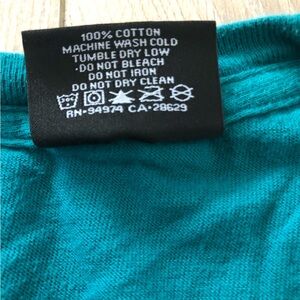 100% COTTON
MACHINE WASH COLD
TUMBLE DRY LOW
DO NOT BLEACH
DO NOT IRON
DO NOT DRY CLEAN
RN-94974 CA-28629